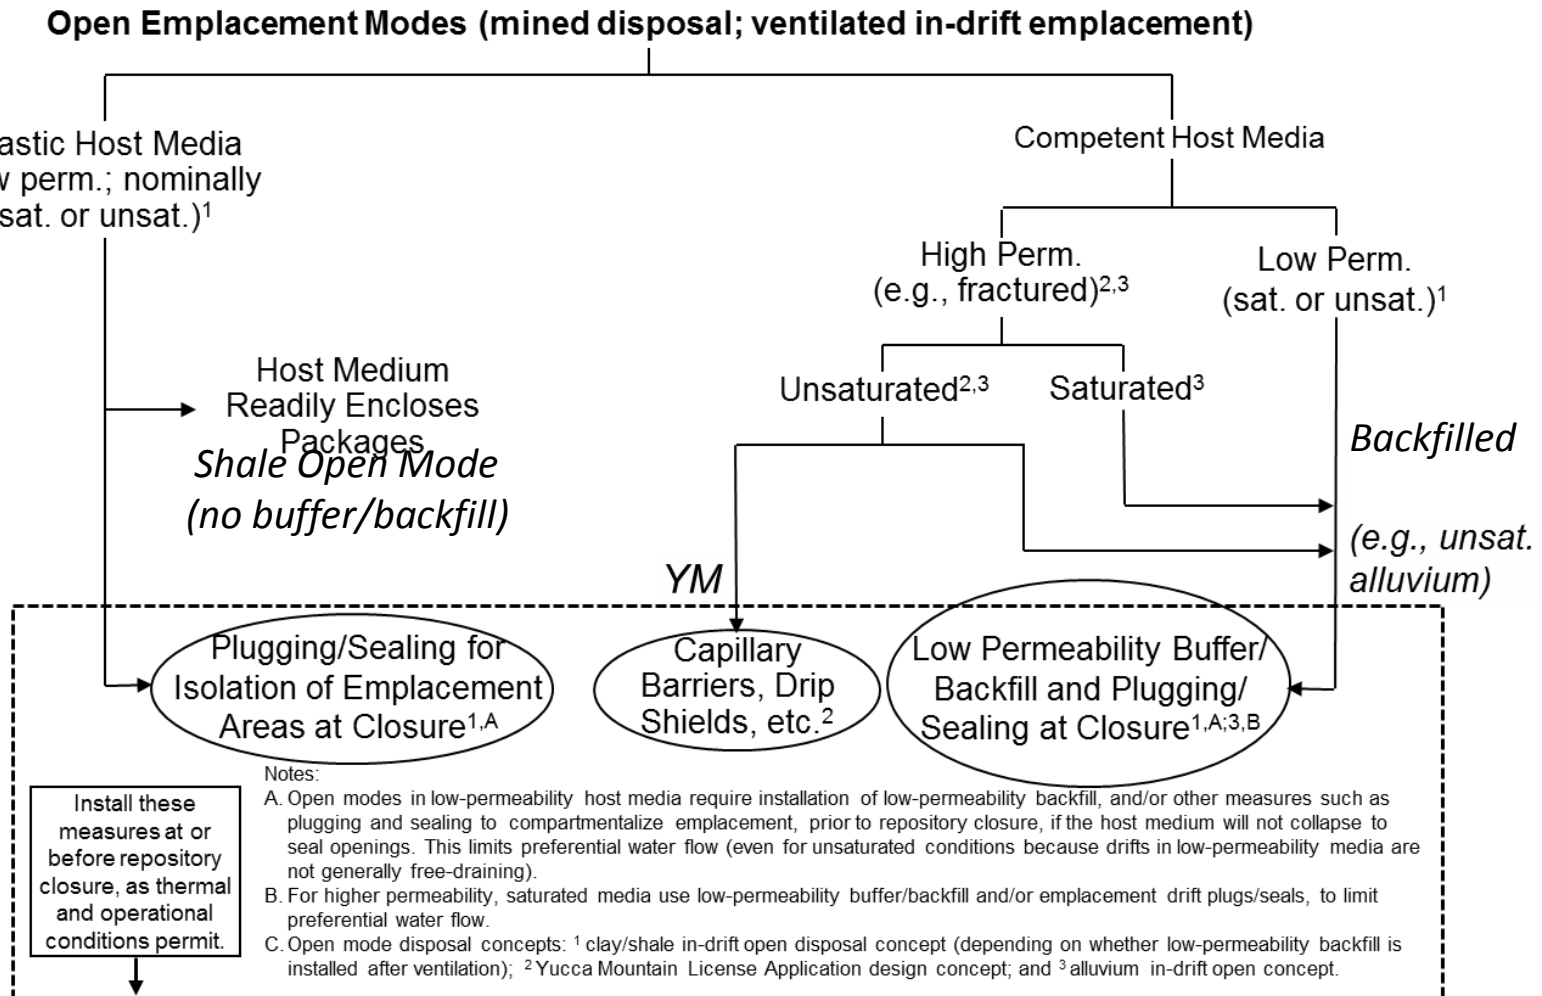 Open Emplacement Modes (mined disposal; ventilated in-drift emplacement)
astic Host Media
w perm.; nominally
sat. or unsat.)¹
Competent Host Media
High Perm.
(e.g., fractured)²,³
Low Perm.
(sat. or unsat.)¹
Host Medium
Readily Encloses
Packages
Shale Open Mode
(no buffer/backfill)
Unsaturated²,³
Saturated³
Backfilled
(e.g., unsat.
alluvium)
YM
Plugging/Sealing for
Isolation of Emplacement
Areas at Closure¹,ᴬ
Capillary
Barriers, Drip
Shields, etc.²
Low Permeability Buffer/
Backfill and Plugging/
Sealing at Closure¹,ᴬ;³,ᴮ
Install these
measures at or
before repository
closure, as thermal
and operational
conditions permit.
Notes:
A. Open modes in low-permeability host media require installation of low-permeability backfill, and/or other measures such as
plugging and sealing to compartmentalize emplacement, prior to repository closure, if the host medium will not collapse to
seal openings. This limits preferential water flow (even for unsaturated conditions because drifts in low-permeability media are
not generally free-draining).
B. For higher permeability, saturated media use low-permeability buffer/backfill and/or emplacement drift plugs/seals, to limit
preferential water flow.
C. Open mode disposal concepts: ¹ clay/shale in-drift open disposal concept (depending on whether low-permeability backfill is
installed after ventilation); ² Yucca Mountain License Application design concept; and ³ alluvium in-drift open concept.